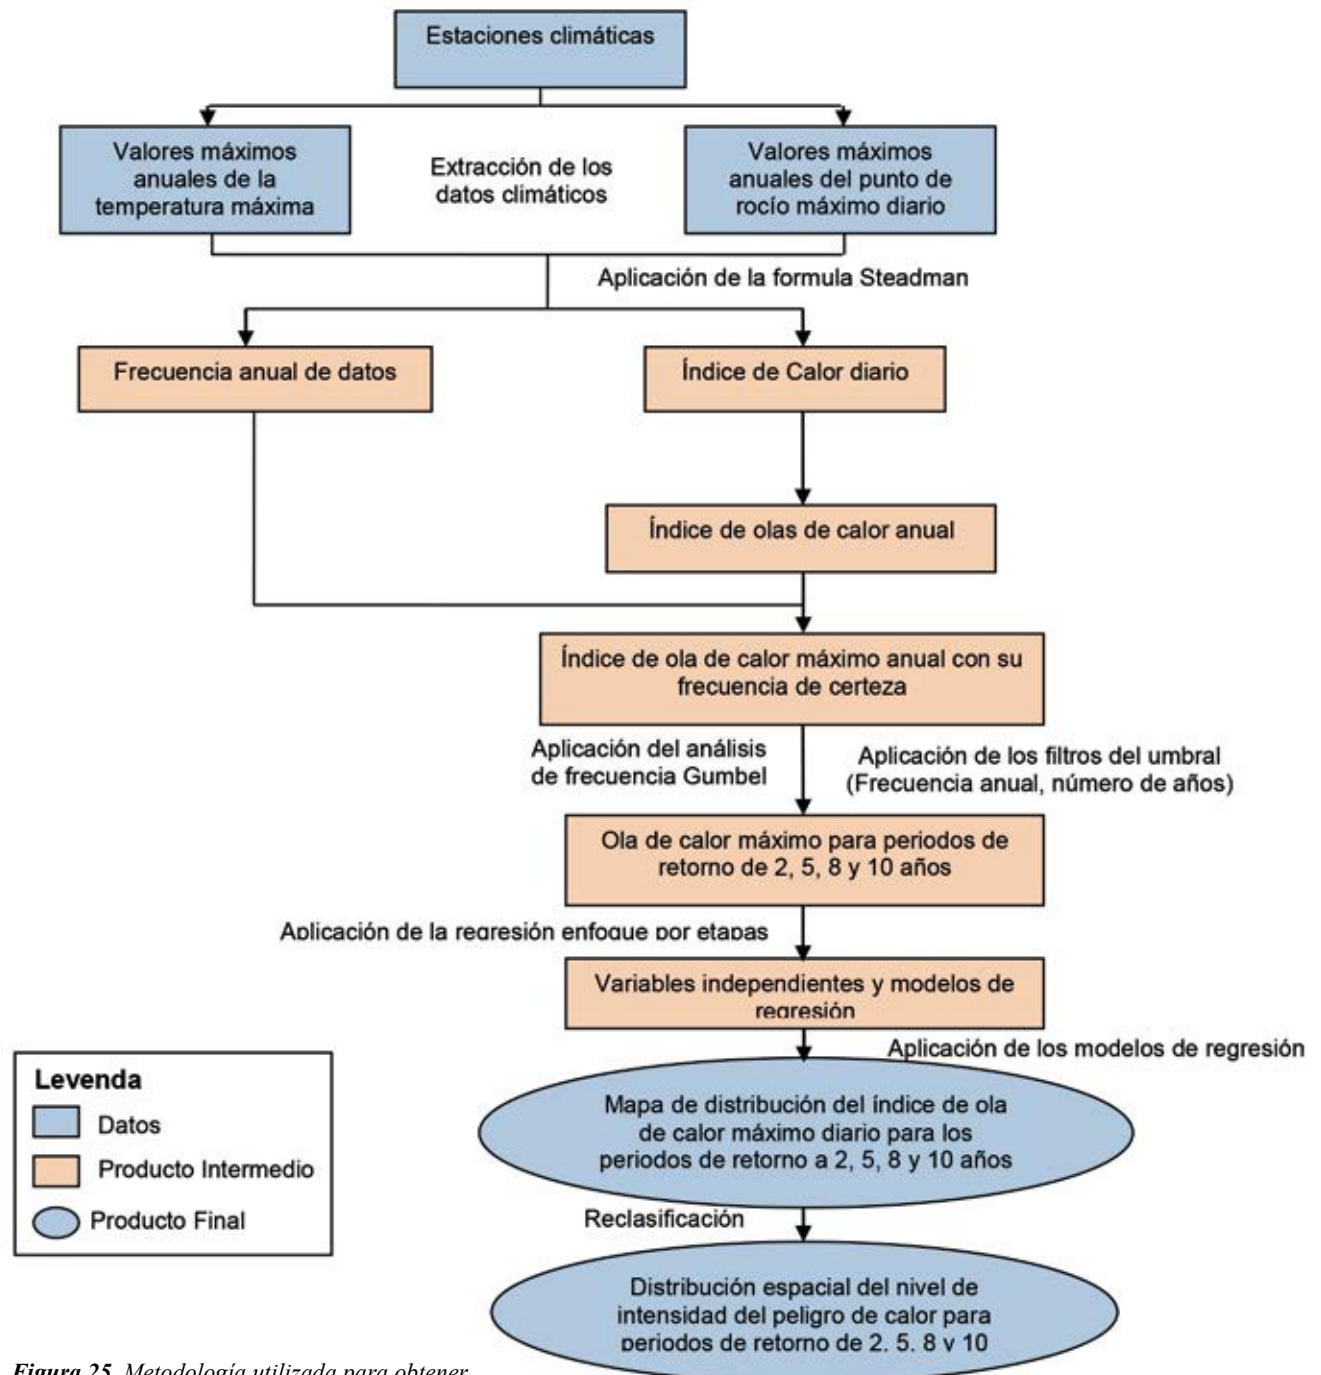 Estaciones climáticas
Valores máximos
anuales de la
temperatura máxima
Extracción de los
datos climáticos
Valores máximos
anuales del punto de
rocío máximo diario
Aplicación de la formula Steadman
Frecuencia anual de datos
Índice de Calor diario
Índice de olas de calor anual
Índice de ola de calor máximo anual con su
frecuencia de certeza
Aplicación del análisis
de frecuencia Gumbel
Aplicación de los filtros del umbral
(Frecuencia anual, número de años)
Ola de calor máximo para periodos de
retorno de 2, 5, 8 y 10 años
Aplicación de la regresión enfoque por etapas
Variables independientes y modelos de
regresión
Aplicación de los modelos de regresión
Mapa de distribución del índice de ola
de calor máximo diario para los
periodos de retorno a 2, 5, 8 y 10 años
Reclasificación
Distribución espacial del nivel de
intensidad del peligro de calor para
periodos de retorno de 2, 5, 8 y 10
Leyenda
Datos
Producto Intermedio
Producto Final
Figura 25. Metodología utilizada para obtener